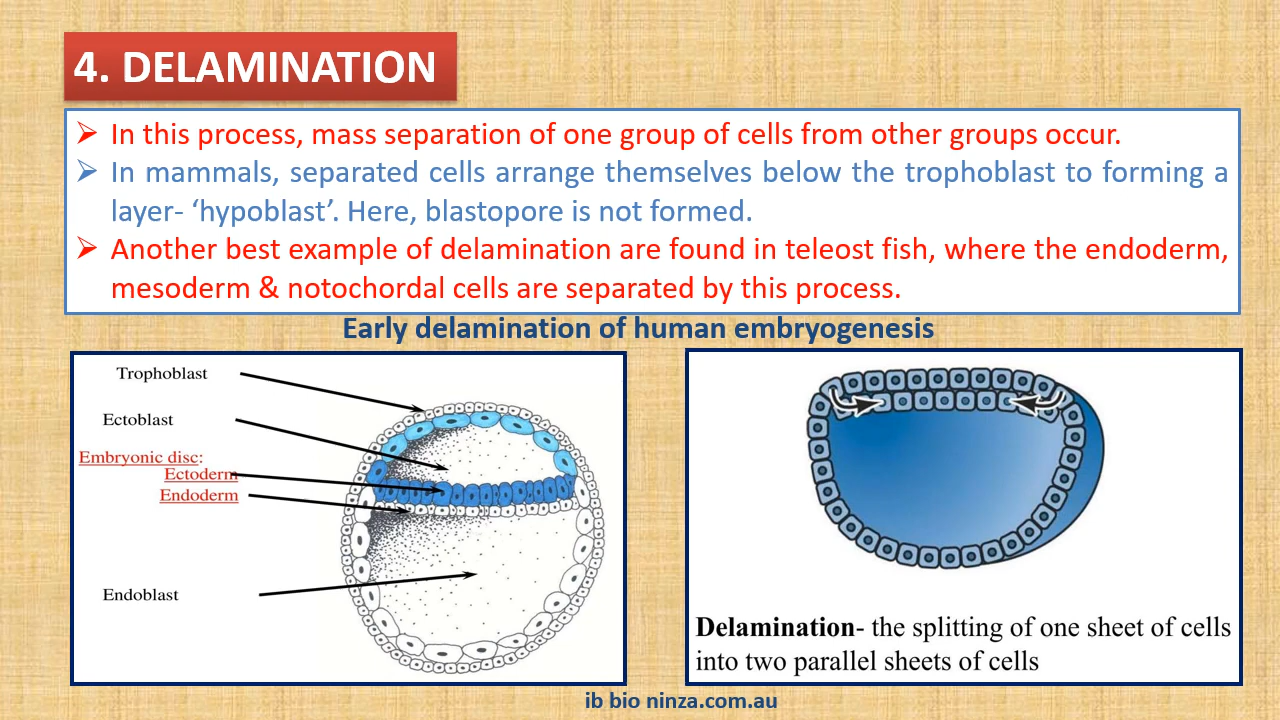 4. DELAMINATION
➢ In this process, mass separation of one group of cells from other groups occur.
➢ In mammals, separated cells arrange themselves below the trophoblast to forming a
layer- ‘hypoblast’. Here, blastopore is not formed.
➢ Another best example of delamination are found in teleost fish, where the endoderm,
mesoderm & notochordal cells are separated by this process.
Early delamination of human embryogenesis
Trophoblast
Ectoblast
Embryonic disc:
Ectoderm
Endoderm
Endoblast
Delamination- the splitting of one sheet of cells
into two parallel sheets of cells
ib bio ninza.com.au